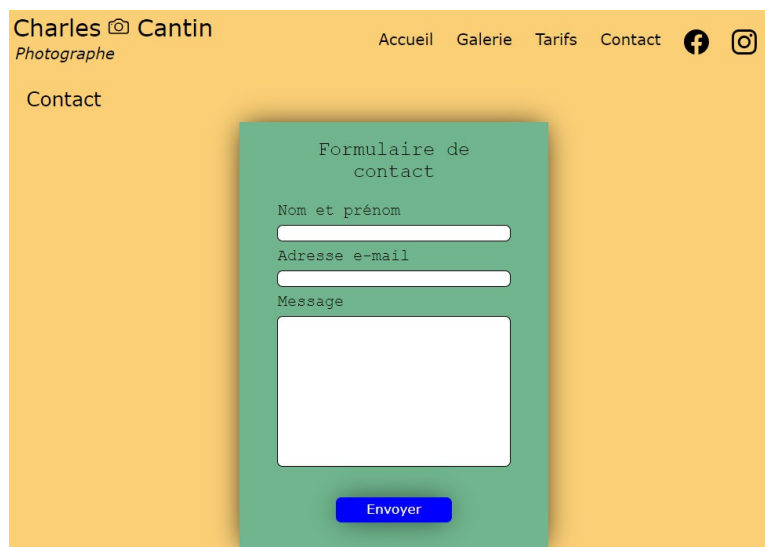 Charles Cantin
Photographe
Accueil Galerie Tarifs Contact
Contact
Formulaire de
contact
Nom et prénom
Adresse e-mail
Message
Envoyer